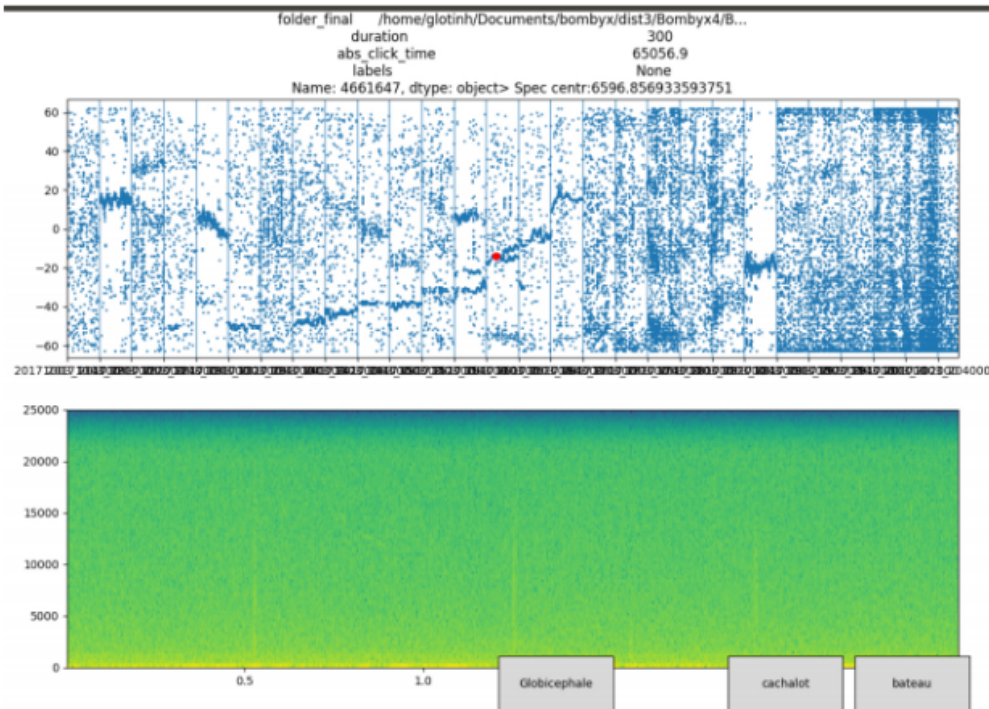 folder_final /home/glotinh/Documents/bombyx/dist3/Bombyx4/B...
duration 300
abs_click_time 65056.9
labels None
Name: 4661647, dtype: object> Spec centr:6596.856933593751
60
40
20
0
−20
−40
−60
25000
20000
15000
10000
5000
0
0.5 1.0
Globicephale cachalot bateau